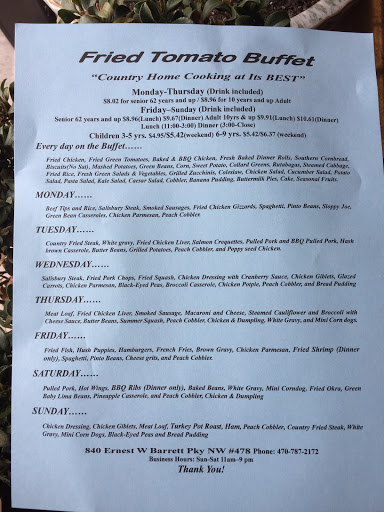 Fried Tomato Buffet
"Country Home Cooking at Its BEST"
Monday-Thursday (Drink included)
$8.02 for senior 62 years and up / $8.96 for 10 years and up Adult
Friday–Sunday (Drink included)
Senior 62 years and up $8.96(Lunch) $9.67(Dinner) Adult 10yrs & up $9.91(Lunch) $10.61(Dinner)
Lunch (11:00-3:00) Dinner (3:00-Close)
Children 3-5 yrs. $4.95/$5.42(weekend) 6-9 yrs. $5.42/$6.37 (weekend)
Every day on the Buffet……
Fried Chicken, Fried Green Tomatoes, Baked & BBQ Chicken, Fresh Baked Dinner Rolls, Southern Cornbread,
Biscuits(No Sat), Mashed Potatoes, Green Beans, Corn, Sweet Potato, Collard Greens, Rutabagas, Steamed Cabbage,
Fried Rice, Fresh Green Salads & Vegetables, Grilled Zucchinis, Coleslaw, Chicken Salad, Cucumber Salad, Potato
Salad, Pasta Salad, Kale Salad, Caesar Salad, Cobbler, Banana Pudding, Buttermilk Pies, Cake, Seasonal Fruits.
MONDAY……
Beef Tips and Rice, Salisbury Steak, Smoked Sausages, Fried Chicken Gizzards, Spaghetti, Pinto Beans, Sloppy Joe,
Green Bean Casseroles, Chicken Parmesan, Peach Cobbler.
TUESDAY……
Country Fried Steak, White gravy, Fried Chicken Liver, Salmon Croquettes, Pulled Pork and BBQ Pulled Pork, Hash
brown Casserole, Butter Beans, Grilled Potatoes, Peach Cobbler, and Poppy seed Chicken.
WEDNESDAY……
Salisbury Steak, Fried Pork Chops, Fried Squash, Chicken Dressing with Cranberry Sauce, Chicken Giblets, Glazed
Carrots, Chicken Parmesan, Black-Eyed Peas, Broccoli Casserole, Chicken Potpie, Peach Cobbler, and Bread Pudding
THURSDAY……
Meat Loaf, Fried Chicken Liver, Smoked Sausage, Macaroni and Cheese, Steamed Cauliflower and Broccoli with
Cheese Sauce, Butter Beans, Summer Squash, Peach Cobbler, Chicken & Dumpling, White Gravy, and Mini Corn dogs.
FRIDAY……
Fried Fish, Hush Puppies, Hamburgers, French Fries, Brown Gravy, Chicken Parmesan, Fried Shrimp (Dinner
only), Spaghetti, Pinto Beans, Cheese grits, and Peach Cobbler.
SATURDAY……
Pulled Pork, Hot Wings, BBQ Ribs (Dinner only), Baked Beans, White Gravy, Mini Corndog, Fried Okra, Green
Baby Lima Beans, Pineapple Casserole, and Peach Cobbler, Chicken & Dumpling
SUNDAY……
Chicken Dressing, Chicken Giblets, Meat Loaf, Turkey Pot Roast, Ham, Peach Cobbler, Country Fried Steak, White
Gravy, Mini Corn Dogs, Black-Eyed Peas and Bread Pudding
840 Ernest W Barrett Pky NW #478 Phone: 470-787-2172
Business Hours: Sun-Sat 11am–9 pm
Thank You!